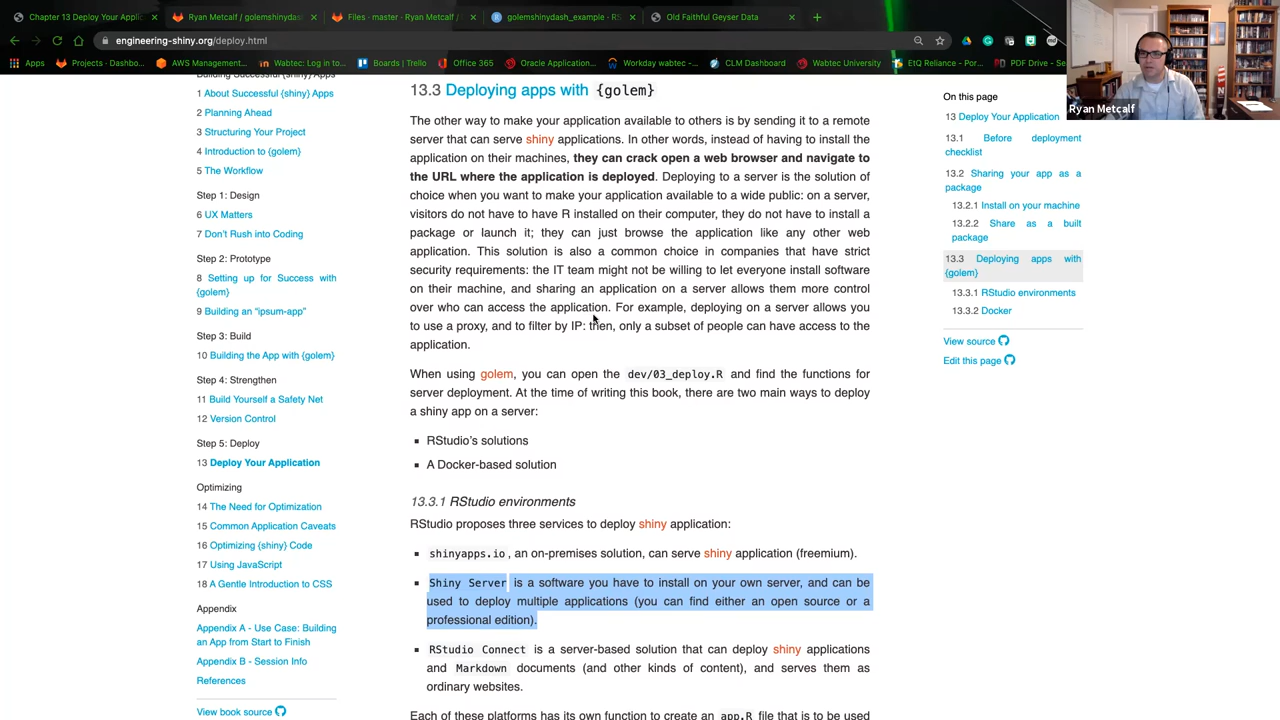 Chapter 13 Deploy Your Applic
Ryan Metcalf / golemshinydash
Files · master · Ryan Metcalf /
golemshinydash_example - RS
Old Faithful Geyser Data
engineering-shiny.org/deploy.html
Apps
Projects · Dashbo...
AWS Management...
Wabtec: Log in to...
Boards | Trello
Office 365
Oracle Application...
Workday wabtec -...
CLM Dashboard
Wabtec University
EtQ Reliance - Por...
PDF Drive - Se
Ryan Metcalf
Building Successful {shiny} Apps
1 About Successful {shiny} Apps
2 Planning Ahead
3 Structuring Your Project
4 Introduction to {golem}
5 The Workflow
Step 1: Design
6 UX Matters
7 Don't Rush into Coding
Step 2: Prototype
8 Setting up for Success with
{golem}
9 Building an "ipsum-app"
Step 3: Build
10 Building the App with {golem}
Step 4: Strengthen
11 Build Yourself a Safety Net
12 Version Control
Step 5: Deploy
13 Deploy Your Application
Optimizing
14 The Need for Optimization
15 Common Application Caveats
16 Optimizing {shiny} Code
17 Using JavaScript
18 A Gentle Introduction to CSS
Appendix
Appendix A - Use Case: Building
an App from Start to Finish
Appendix B - Session Info
References
View book source
13.3 Deploying apps with {golem}
The other way to make your application available to others is by sending it to a remote
server that can serve shiny applications. In other words, instead of having to install the
application on their machines, they can crack open a web browser and navigate to
the URL where the application is deployed. Deploying to a server is the solution of
choice when you want to make your application available to a wide public: on a server,
visitors do not have to have R installed on their computer, they do not have to install a
package or launch it; they can just browse the application like any other web
application. This solution is also a common choice in companies that have strict
security requirements: the IT team might not be willing to let everyone install software
on their machine, and sharing an application on a server allows them more control
over who can access the application. For example, deploying on a server allows you
to use a proxy, and to filter by IP: then, only a subset of people can have access to the
application.
When using golem, you can open the dev/03_deploy.R and find the functions for
server deployment. At the time of writing this book, there are two main ways to deploy
a shiny app on a server:
RStudio's solutions
A Docker-based solution
13.3.1 RStudio environments
RStudio proposes three services to deploy shiny application:
shinyapps.io, an on-premises solution, can serve shiny application (freemium).
Shiny Server is a software you have to install on your own server, and can be
used to deploy multiple applications (you can find either an open source or a
professional edition).
RStudio Connect is a server-based solution that can deploy shiny applications
and Markdown documents (and other kinds of content), and serves them as
ordinary websites.
Each of these platforms has its own function to create an app.R file that is to be used
On this page
13 Deploy Your Application
13.1 Before deployment
checklist
13.2 Sharing your app as a
package
13.2.1 Install on your machine
13.2.2 Share as a built
package
13.3 Deploying apps with
{golem}
13.3.1 RStudio environments
13.3.2 Docker
View source
Edit this page